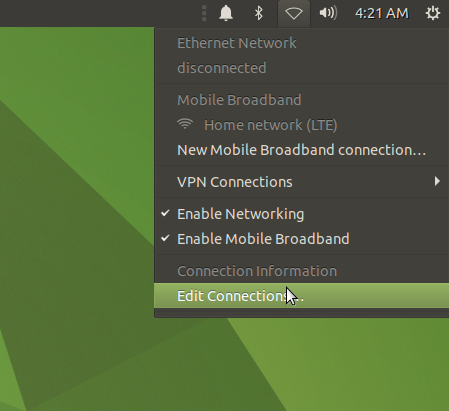 4:21 AM
Ethernet Network
disconnected
Mobile Broadband
Home network (LTE)
New Mobile Broadband connection...
VPN Connections
Enable Networking
Enable Mobile Broadband
Connection Information
Edit Connections...